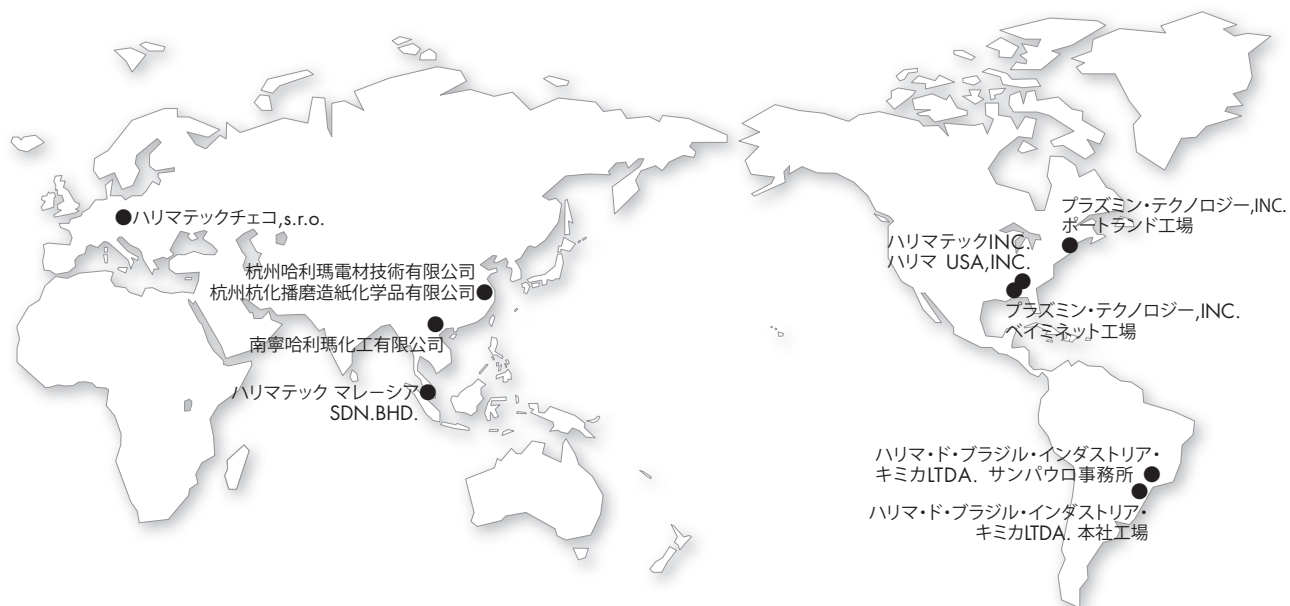 ハリマテックチェコ,s.r.o.
杭州哈利瑪電材技術有限公司
杭州杭化播磨造紙化学品有限公司
南寧哈利瑪化工有限公司
ハリマテック マレーシア
SDN.BHD.
プラズミン・テクノロジー,INC.
ポートランド工場
ハリマテックINC.
ハリマ USA,INC.
プラズミン・テクノロジー,INC.
ベイミネット工場
ハリマ・ド・ブラジル・インダストリア・
キミカLTDA. サンパウロ事務所
ハリマ・ド・ブラジル・インダストリア・
キミカLTDA. 本社工場